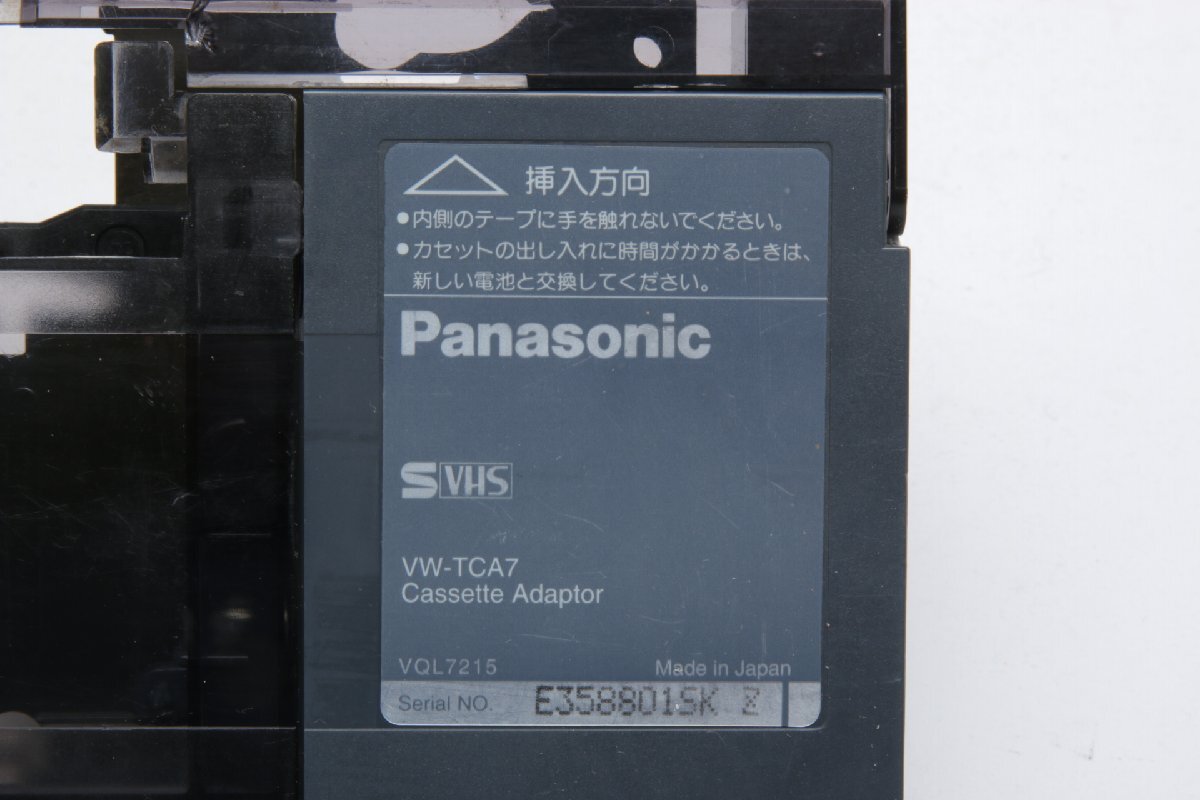 挿入方向
●内側のテープに手を触れないでください。
●カセットの出し入れに時間がかかるときは、
新しい電池と交換してください。
Panasonic
S VHS
VW-TCA7
Cassette Adaptor
VQL7215 Made in Japan
Serial NO. E3588015K Z